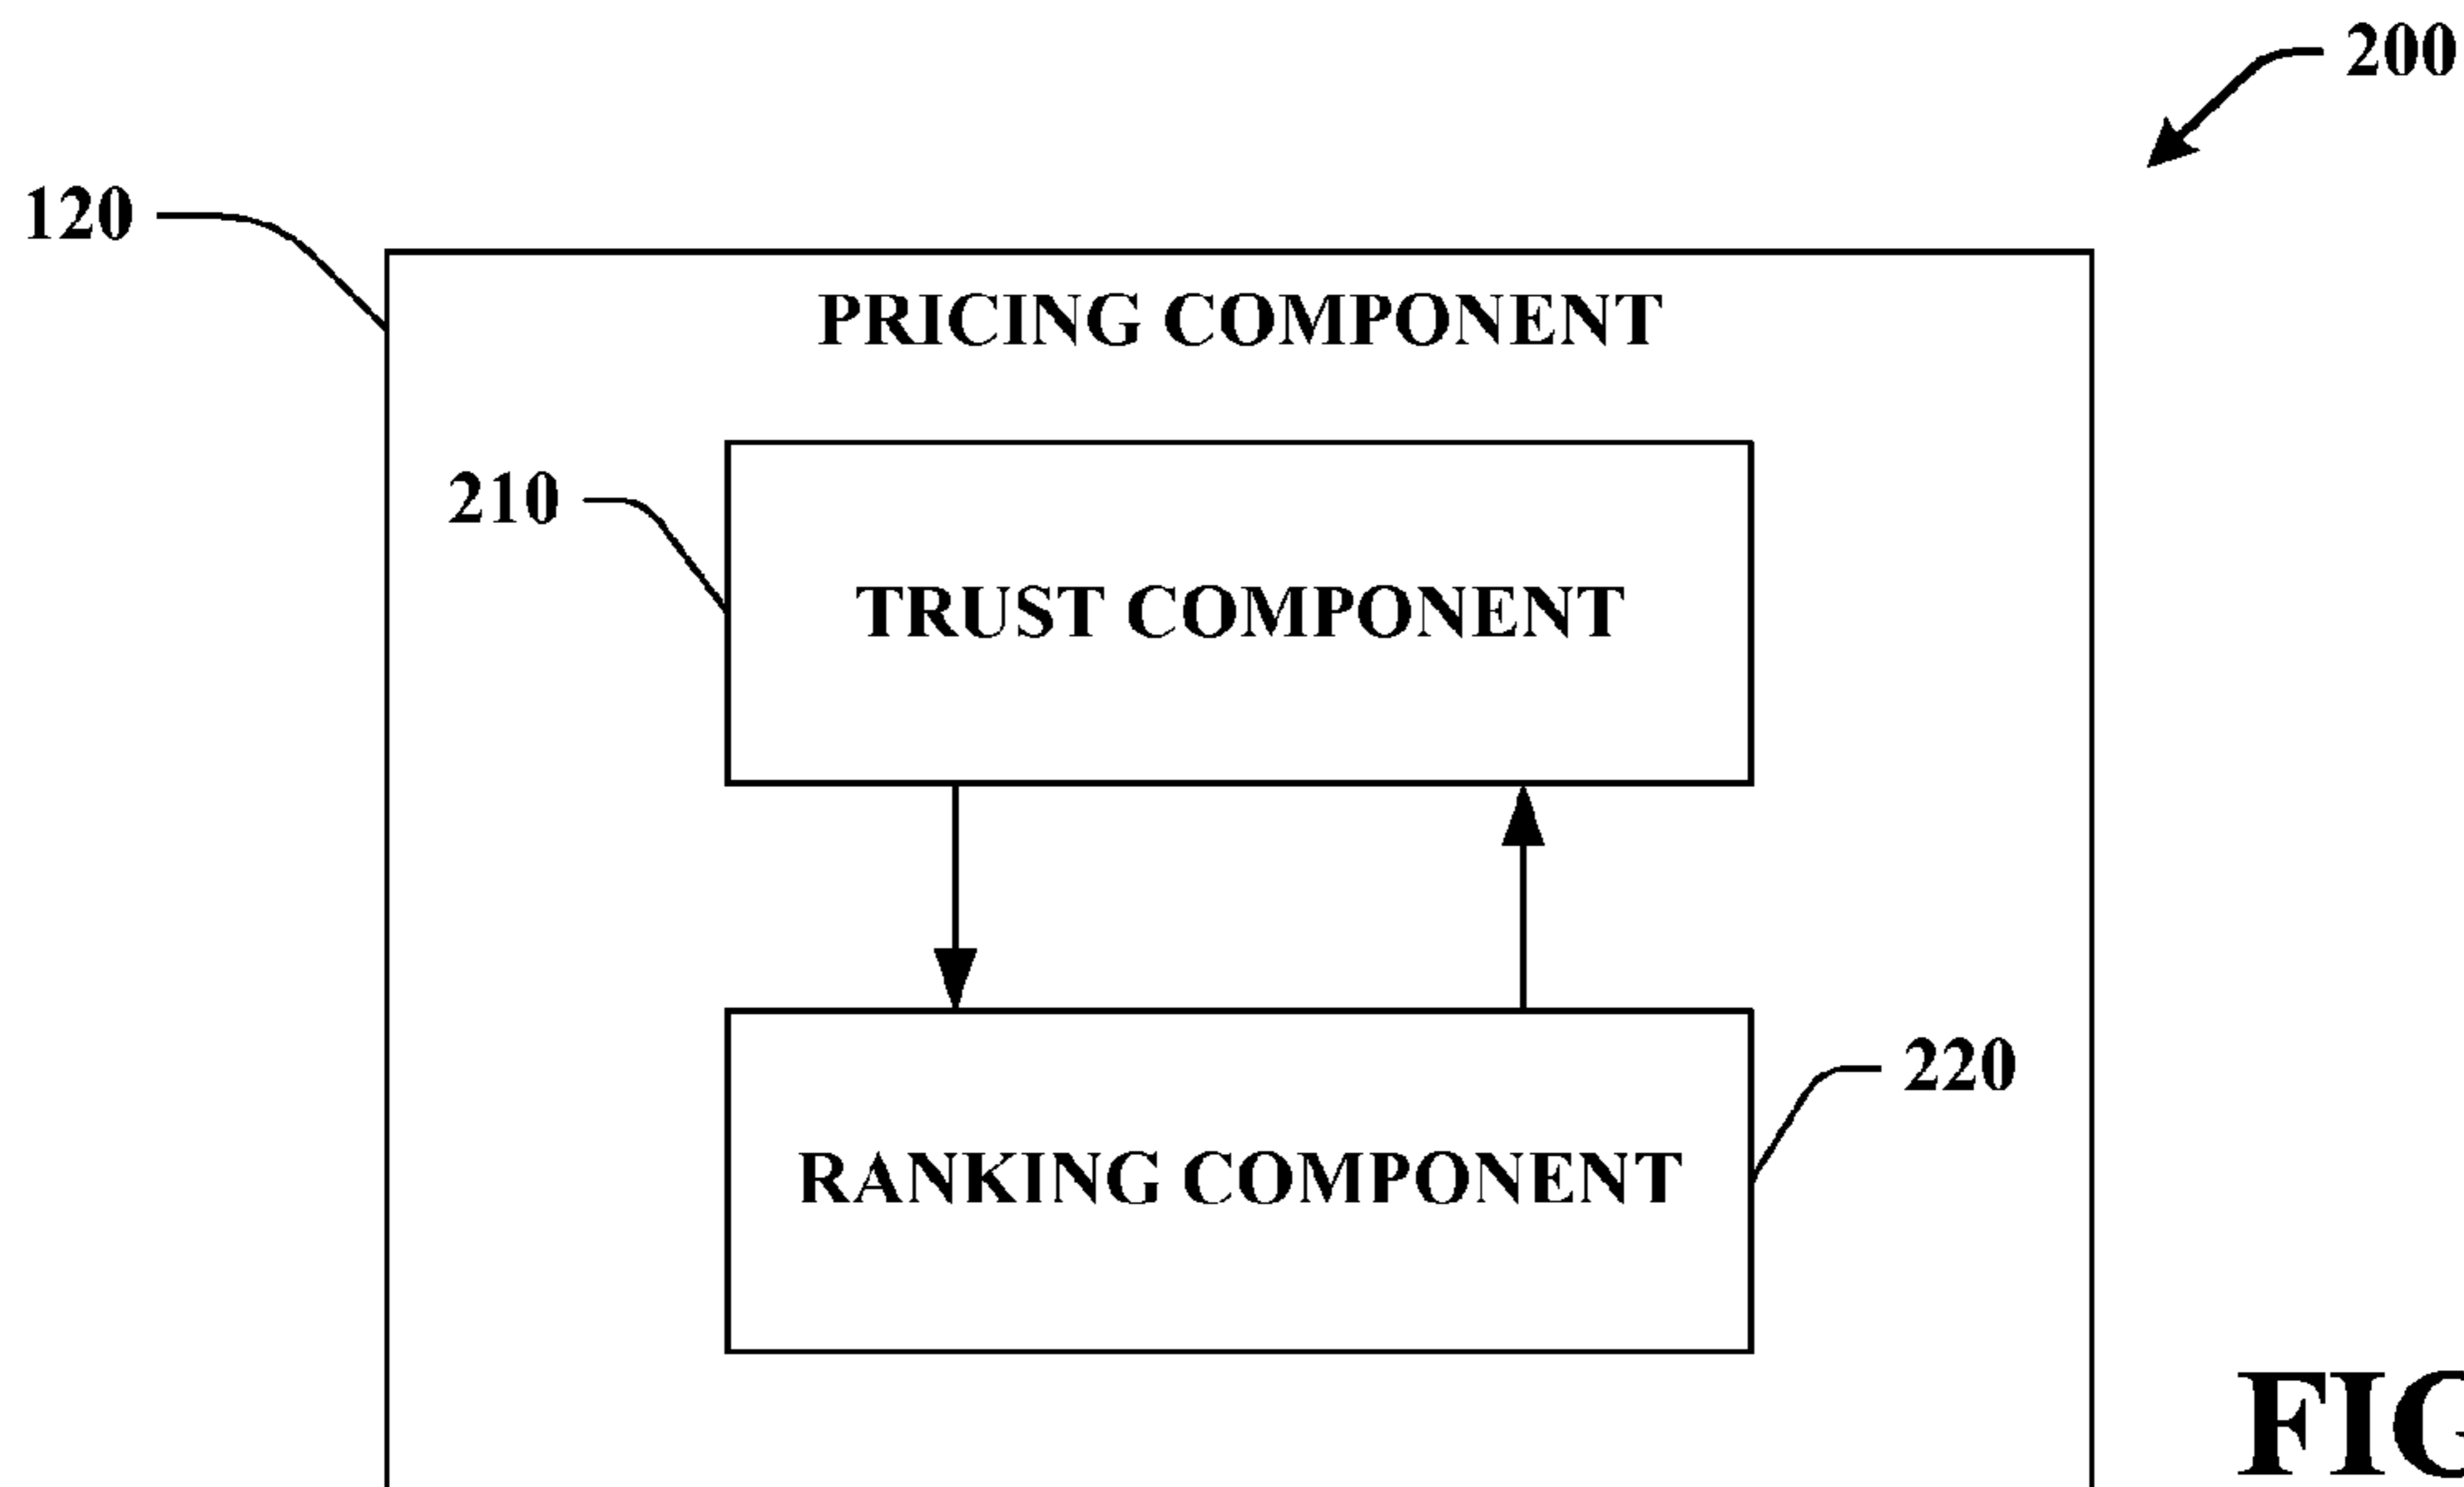 200
120
PRICING COMPONENT
210
TRUST COMPONENT
220
RANKING COMPONENT